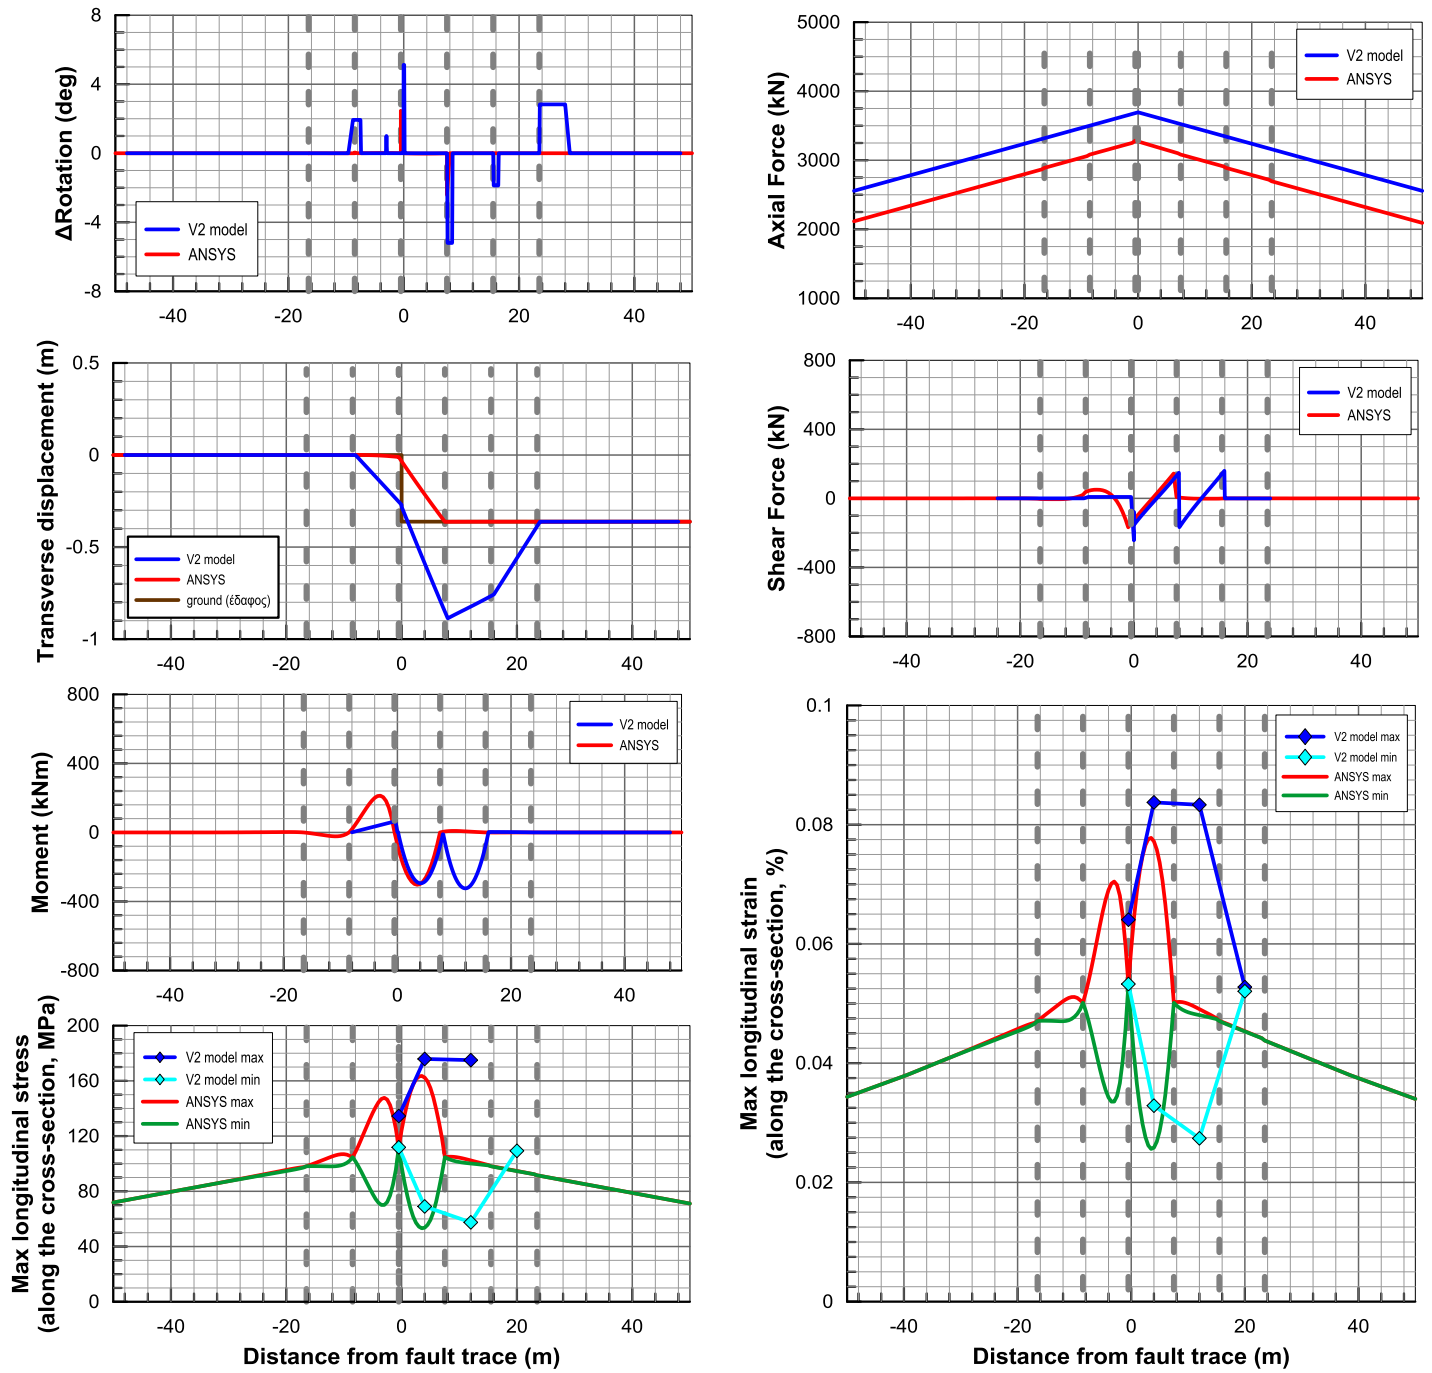 ΔRotation (deg)
8
4
0
-4
-8
V2 model
ANSYS
-40
-20
0
20
40
Axial Force (kN)
5000
4000
3000
2000
1000
V2 model
ANSYS
-40
-20
0
20
40
Transverse displacement (m)
0.5
0
-0.5
-1
V2 model
ANSYS
ground (έδαφος)
-40
-20
0
20
40
Shear Force (kN)
800
400
0
-400
-800
V2 model
ANSYS
-40
-20
0
20
40
Moment (kNm)
800
400
0
-400
-800
V2 model
ANSYS
-40
-20
0
20
40
Max longitudinal stress
(along the cross-section, MPa)
200
160
120
80
40
0
V2 model max
V2 model min
ANSYS max
ANSYS min
-40
-20
0
20
40
Distance from fault trace (m)
Max longitudinal strain
(along the cross-section, %)
0.1
0.08
0.06
0.04
0.02
0
V2 model max
V2 model min
ANSYS max
ANSYS min
-40
-20
0
20
40
Distance from fault trace (m)